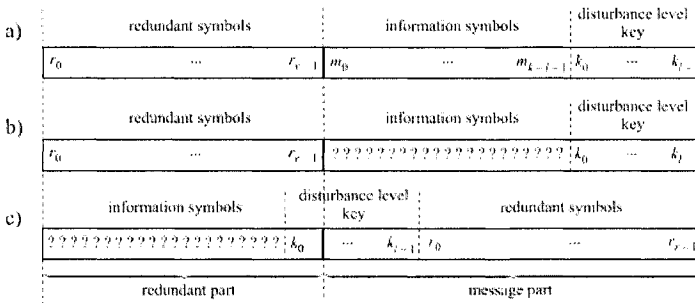 disturbance level
a) redundant symbols information symbols key
r0 ... rr-1 m0 ... mk-l-1 k0 ... kl-
disturbance level
b) redundant symbols information symbols key
r0 ... rr-1 ??????????????????? k0 ... kl
disturbance level
c) information symbols key redundant symbols
???????????????????? k0 ... kl-1 r0 ... rr-1
redundant part message part